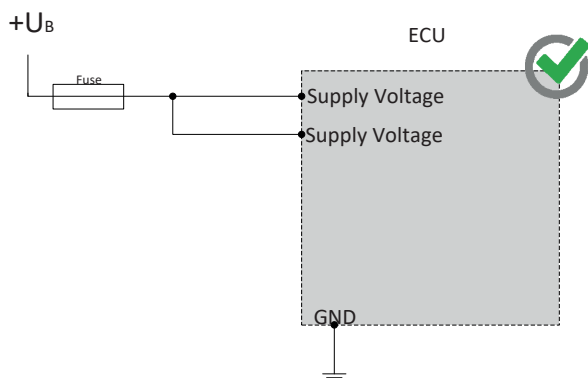 +UB
ECU
Fuse
Supply Voltage
Supply Voltage
GND